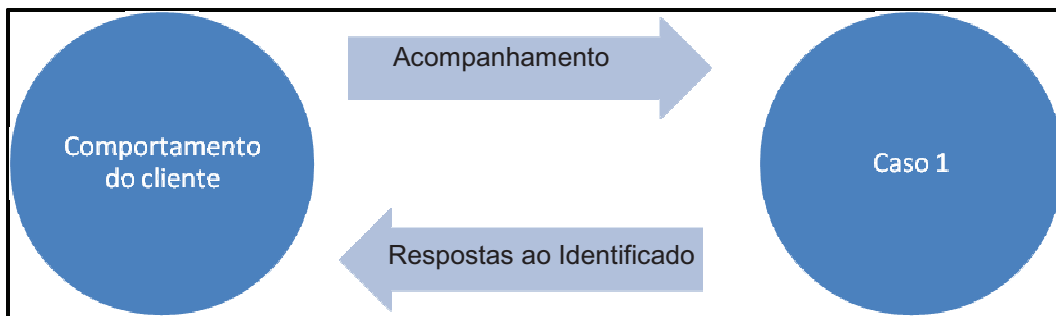 Acompanhamento
Comportamento
do cliente
Caso 1
Respostas ao Identificado